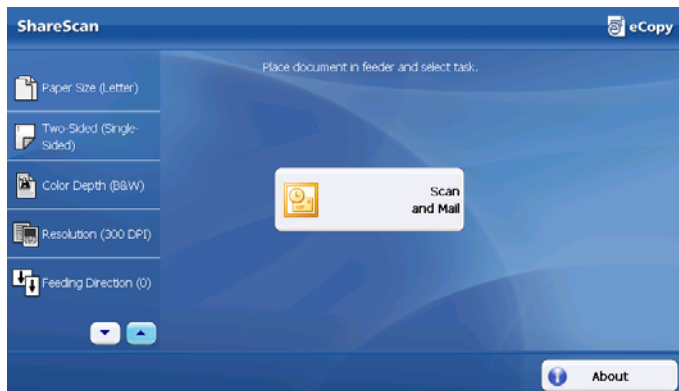 ShareScan
eCopy
Place document in feeder and select task.
Paper Size (Letter)
Two-Sided (Single-
Sided)
Color Depth (B&W)
Resolution (300 DPI)
Feeding Direction (0)
Scan
and Mail
About